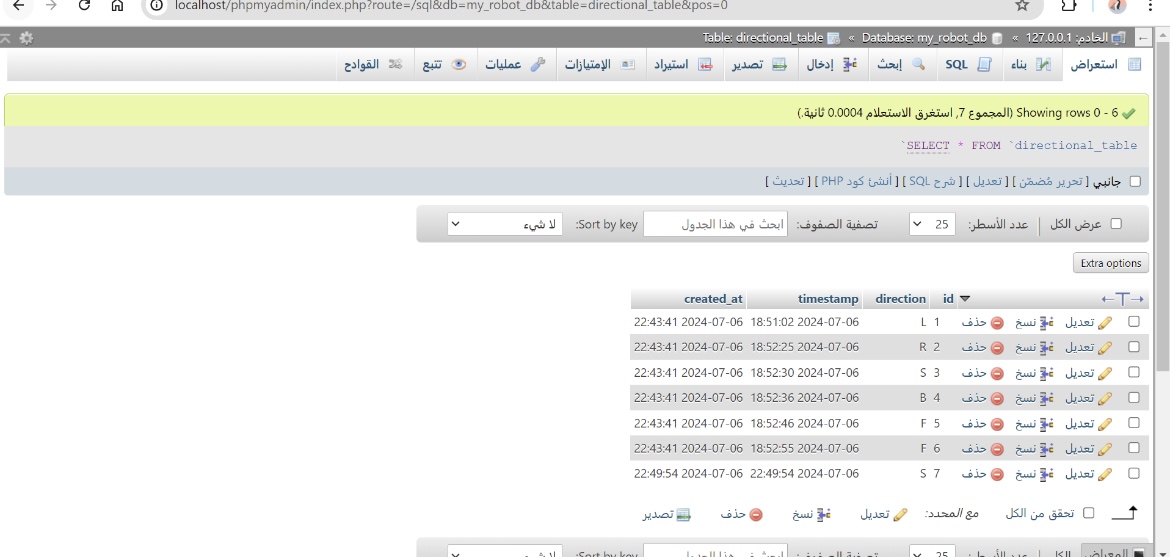 localhost/phpmyadmin/index.php?route=/sql&db=my_robot_db&table=directional_table&pos=0
الخادم: 127.0.0.1 » Database: my_robot_db » Table: directional_table
استعراض بناء SQL إبحث إدخال تصدير استيراد الإمتيازات عمليات تتبع القوادح
Showing rows 0 - 6 (المجموع 7, استغرق الاستعلام 0.0004 ثانية.)
SELECT * FROM `directional_table`
جانبي [ تحرير مُضمّن ] [ تعديل ] [ شرح SQL ] [ أنشئ كود PHP ] [ تحديث ]
عرض الكل | عدد الأسطر: 25 تصفية الصفوف: ابحث في هذا الجدول Sort by key: لا شيء
Extra options
←T→ id direction timestamp created_at
تعديل نسخ حذف 1 L 2024-07-06 18:51:02 2024-07-06 22:43:41
تعديل نسخ حذف 2 R 2024-07-06 18:52:25 2024-07-06 22:43:41
تعديل نسخ حذف 3 S 2024-07-06 18:52:30 2024-07-06 22:43:41
تعديل نسخ حذف 4 B 2024-07-06 18:52:36 2024-07-06 22:43:41
تعديل نسخ حذف 5 F 2024-07-06 18:52:46 2024-07-06 22:43:41
تعديل نسخ حذف 6 F 2024-07-06 18:52:55 2024-07-06 22:43:41
تعديل نسخ حذف 7 S 2024-07-06 22:49:54 2024-07-06 22:49:54
تحقق من الكل مع المحدد: تعديل نسخ حذف تصدير
الكل عدد الأسطر: 25 تصفية الصفوف: ابحث في هذا الجدول Sort by key: لا شيء